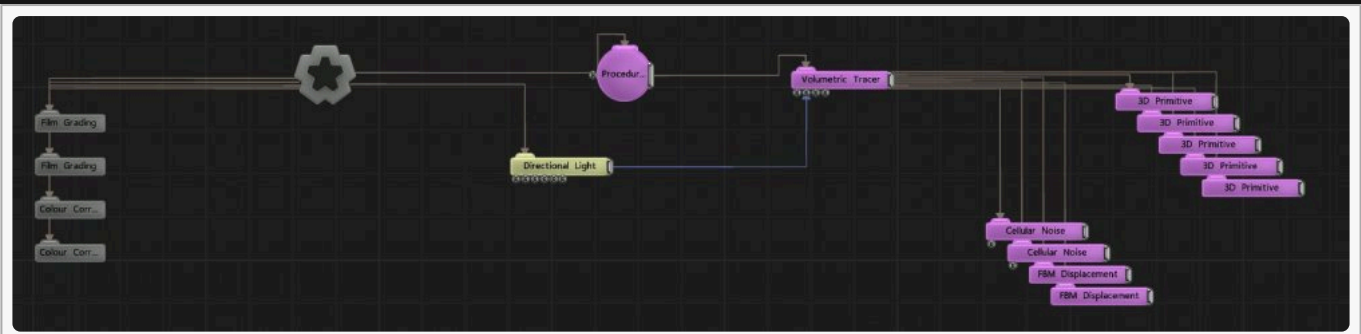 Procedur...
Volumetric Tracer
3D Primitive
Film Grading
3D Primitive
3D Primitive
Film Grading
Directional Light
3D Primitive
3D Primitive
Colour Corr...
Cellular Noise
Colour Corr...
Cellular Noise
FBM Displacement
FBM Displacement